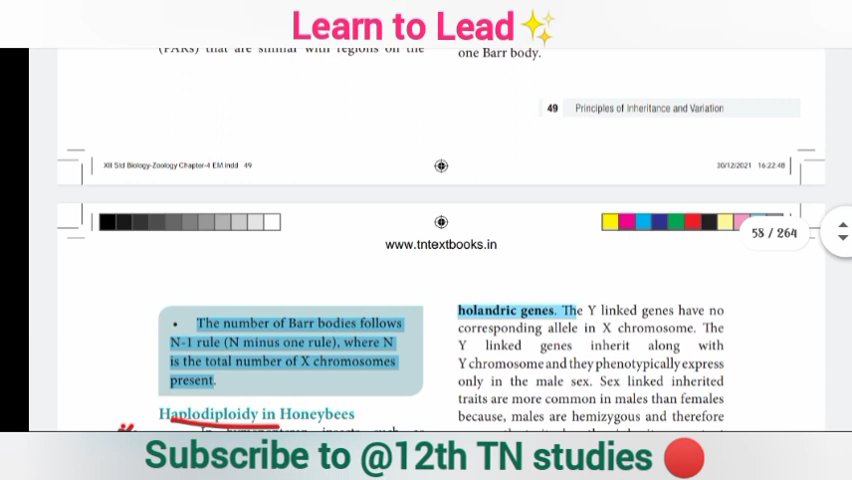 Learn to Lead✨
(PARs) that are similar with regions on the
one Barr body.
49 Principles of Inheritance and Variation
XII Std Biology-Zoology Chapter-4 EM.indd 49
30/12/2021 16:22:48
www.tntextbooks.in
58 / 264
• The number of Barr bodies follows
N-1 rule (N minus one rule), where N
is the total number of X chromosomes
present.
Haplodiploidy in Honeybees
In hymenopteran insects such as
holandric genes. The Y linked genes have no
corresponding allele in X chromosome. The
Y linked genes inherit along with
Y chromosome and they phenotypically express
only in the male sex. Sex linked inherited
traits are more common in males than females
because, males are hemizygous and therefore
Subscribe to @12th TN studies 🔴